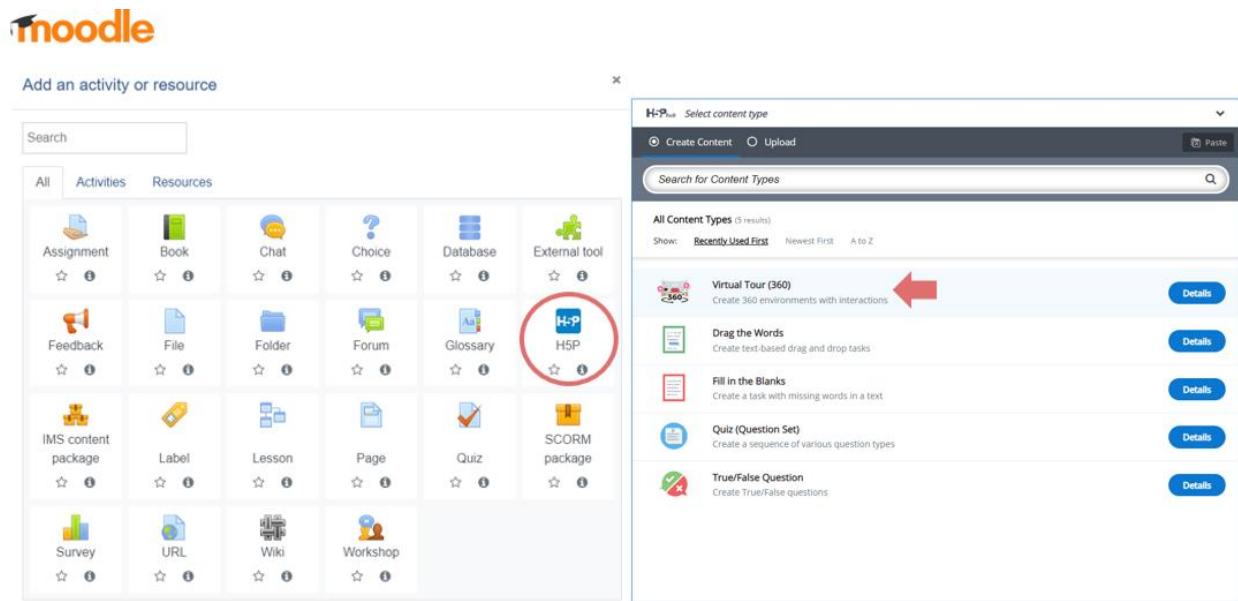 moodle
Add an activity or resource
×
Search
All Activities Resources
Assignment Book Chat Choice Database External tool
Feedback File Folder Forum Glossary H5P
IMS content package Label Lesson Page Quiz SCORM package
Survey URL Wiki Workshop
H5P hub Select content type
Create Content Upload Paste
Search for Content Types
All Content Types (5 results)
Show: Recently Used First Newest First A to Z
Virtual Tour (360)
Create 360 environments with interactions
Details
Drag the Words
Create text-based drag and drop tasks
Details
Fill in the Blanks
Create a task with missing words in a text
Details
Quiz (Question Set)
Create a sequence of various question types
Details
True/False Question
Create True/False questions
Details